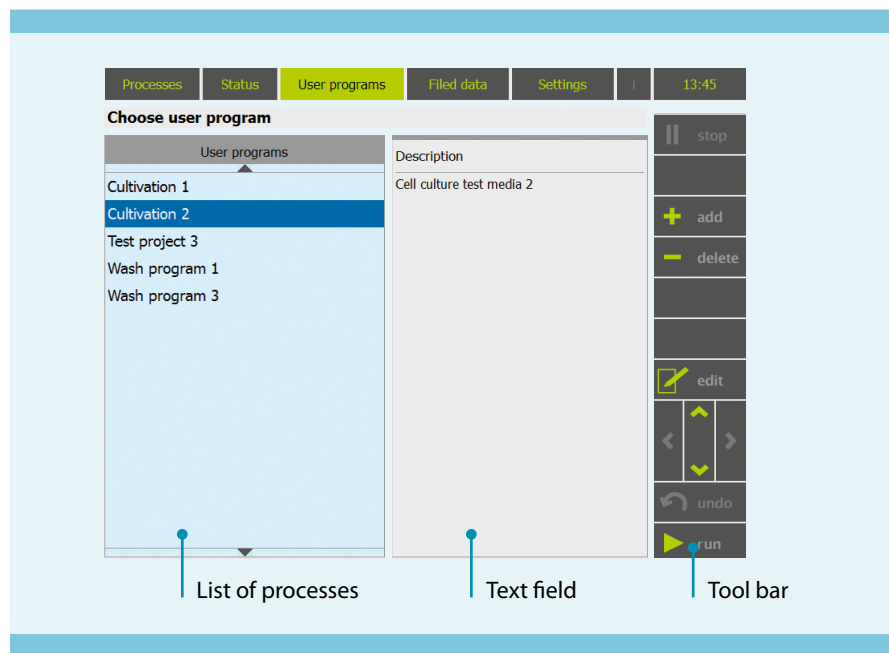 Processes Status User programs Filed data Settings i 13:45
Choose user program
stop
User programs
Description
Cultivation 1
Cell culture test media 2
Cultivation 2
add
Test project 3
delete
Wash program 1
Wash program 3
edit
undo
run
List of processes Text field Tool bar